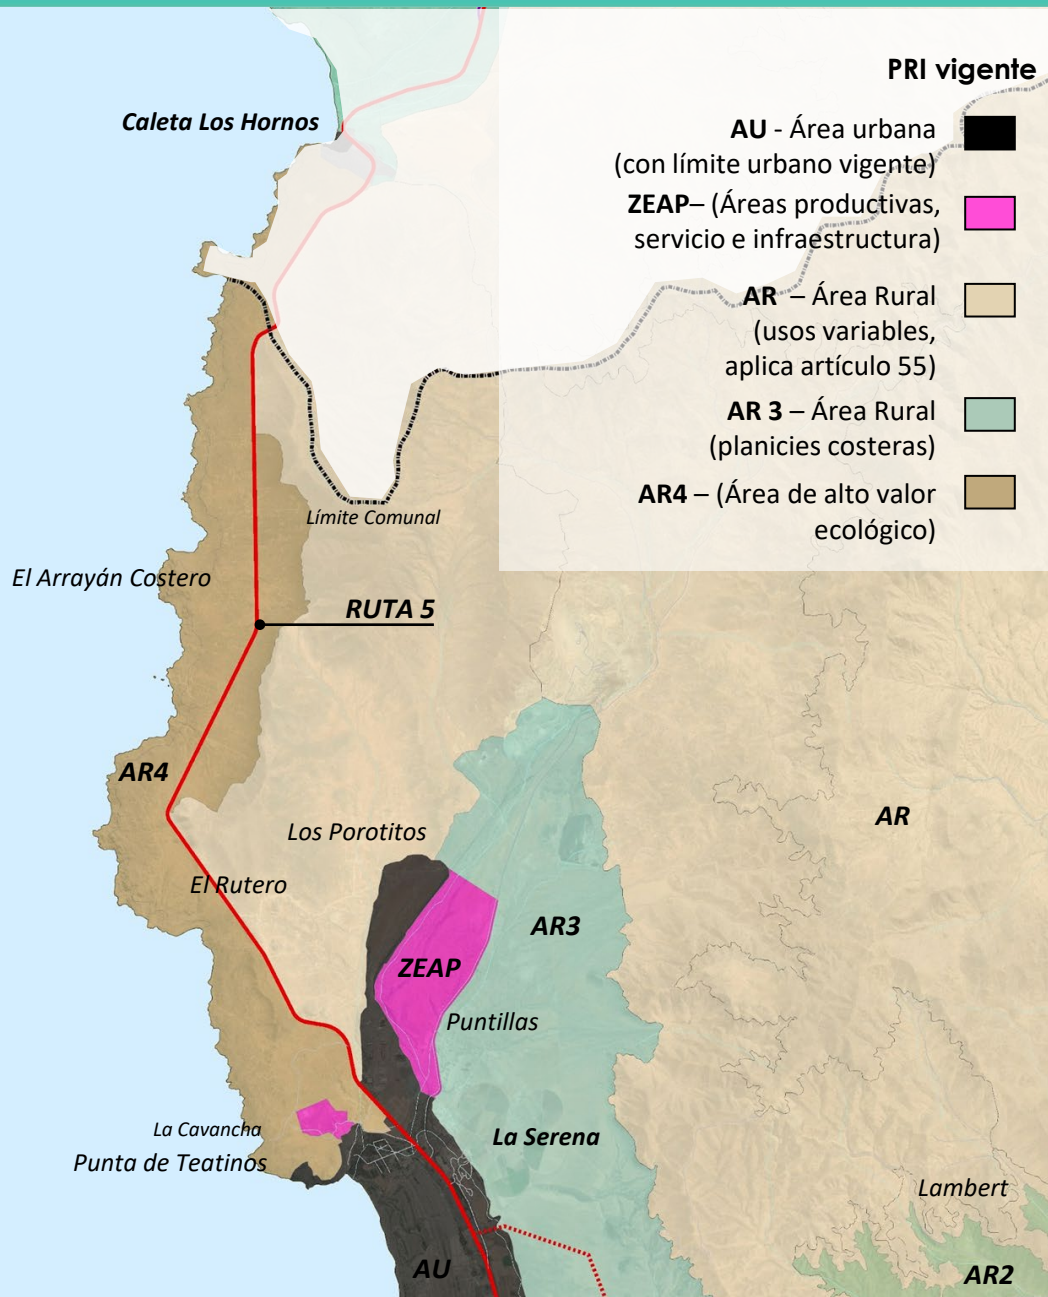 PRI vigente
AU - Área urbana
(con límite urbano vigente)
ZEAP– (Áreas productivas,
servicio e infraestructura)
AR – Área Rural
(usos variables,
aplica artículo 55)
AR 3 – Área Rural
(planicies costeras)
AR4 – (Área de alto valor
ecológico)
Caleta Los Hornos
Límite Comunal
El Arrayán Costero
RUTA 5
AR4
Los Porotitos
AR
El Rutero
AR3
ZEAP
Puntillas
La Cavancha
La Serena
Punta de Teatinos
Lambert
AU
AR2